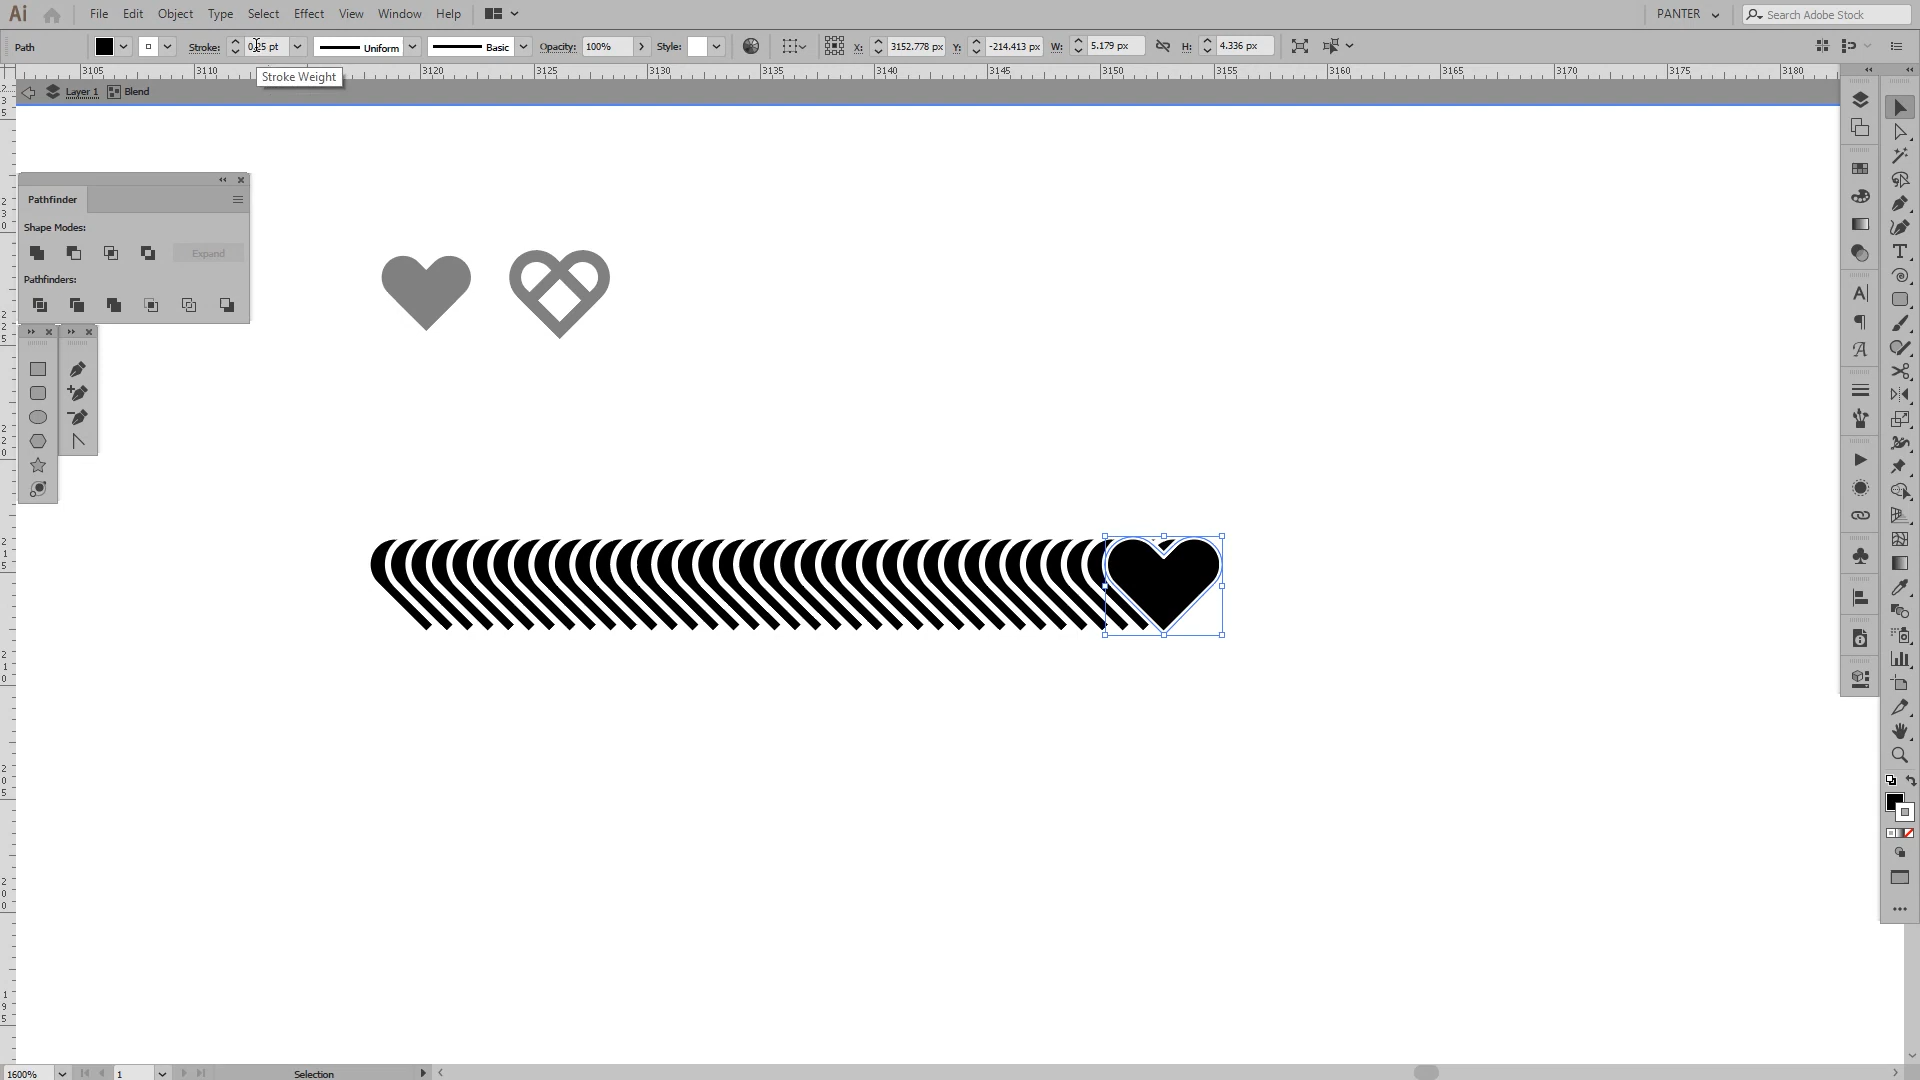 Ai File Edit Object Type Select Effect View Window Help PANTER Search Adobe Stock
Path Stroke: 0.25 pt Uniform Basic Opacity: 100% Style: X: 3152.778 px Y: -214.413 px W: 5.179 px H: 4.336 px
3105 3110 3120 3125 3130 3135 3140 3145 3150 3155 3160 3165 3170 3175 3180
Stroke Weight
Layer 1 Blend
Pathfinder
Shape Modes:
Expand
Pathfinders:
1600% 1 Selection